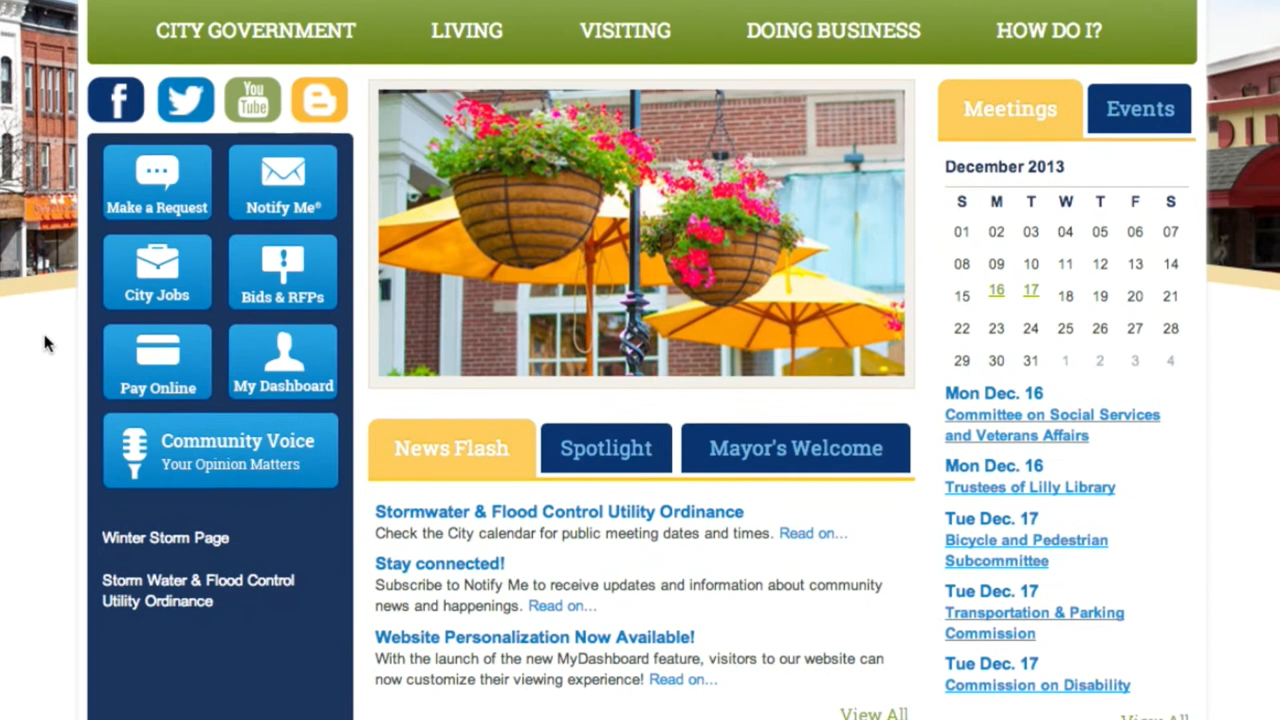 CITY GOVERNMENT LIVING VISITING DOING BUSINESS HOW DO I?
You
Tube
Make a Request
Notify Me®
City Jobs
Bids & RFPs
Pay Online
My Dashboard
Community Voice
Your Opinion Matters
Winter Storm Page
Storm Water & Flood Control
Utility Ordinance
News Flash Spotlight Mayor's Welcome
Stormwater & Flood Control Utility Ordinance
Check the City calendar for public meeting dates and times. Read on...
Stay connected!
Subscribe to Notify Me to receive updates and information about community
news and happenings. Read on...
Website Personalization Now Available!
With the launch of the new MyDashboard feature, visitors to our website can
now customize their viewing experience! Read on...
View All
Meetings Events
December 2013
S M T W T F S
01 02 03 04 05 06 07
08 09 10 11 12 13 14
15 16 17 18 19 20 21
22 23 24 25 26 27 28
29 30 31 1 2 3 4
Mon Dec. 16
Committee on Social Services
and Veterans Affairs
Mon Dec. 16
Trustees of Lilly Library
Tue Dec. 17
Bicycle and Pedestrian
Subcommittee
Tue Dec. 17
Transportation & Parking
Commission
Tue Dec. 17
Commission on Disability
View All